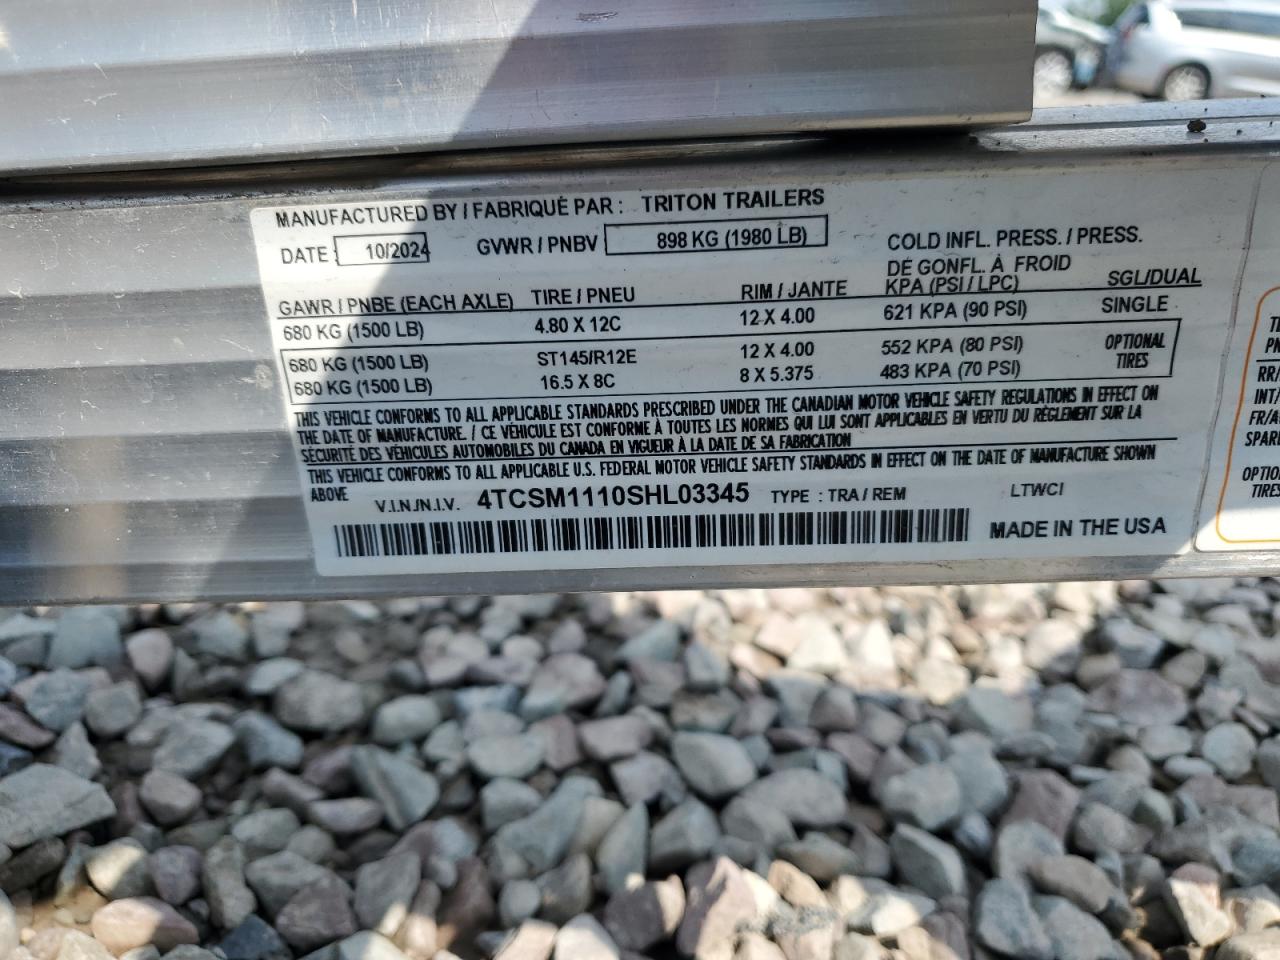 MANUFACTURED BY / FABRIQUÉ PAR : TRITON TRAILERS
DATE : 10/2024 GVWR / PNBV 898 KG (1980 LB)
COLD INFL. PRESS. / PRESS.
DE GONFL. À FROID
GAWR / PNBE (EACH AXLE) TIRE / PNEU RIM / JANTE KPA (PSI / LPC) SGL/DUAL
680 KG (1500 LB) 4.80 X 12C 12 X 4.00 621 KPA (90 PSI) SINGLE
680 KG (1500 LB) ST145/R12E 12 X 4.00 552 KPA (80 PSI) OPTIONAL
680 KG (1500 LB) 16.5 X 8C 8 X 5.375 483 KPA (70 PSI) TIRES
THIS VEHICLE CONFORMS TO ALL APPLICABLE STANDARDS PRESCRIBED UNDER THE CANADIAN MOTOR VEHICLE SAFETY REGULATIONS IN EFFECT ON
THE DATE OF MANUFACTURE. / CE VÉHICULE EST CONFORME À TOUTES LES NORMES QUI LUI SONT APPLICABLES EN VERTU DU RÉGLEMENT SUR LA
SÉCURITÉ DES VÉHICULES AUTOMOBILES DU CANADA EN VIGUEUR À LA DATE DE SA FABRICATION
THIS VEHICLE CONFORMS TO ALL APPLICABLE U.S. FEDERAL MOTOR VEHICLE SAFETY STANDARDS IN EFFECT ON THE DATE OF MANUFACTURE SHOWN
ABOVE V.I.N./N.I.V. 4TCSM1110SHL03345 TYPE : TRA / REM LTWCI
MADE IN THE USA
RR/
INT/
SPARE
OPTIO
TIRES